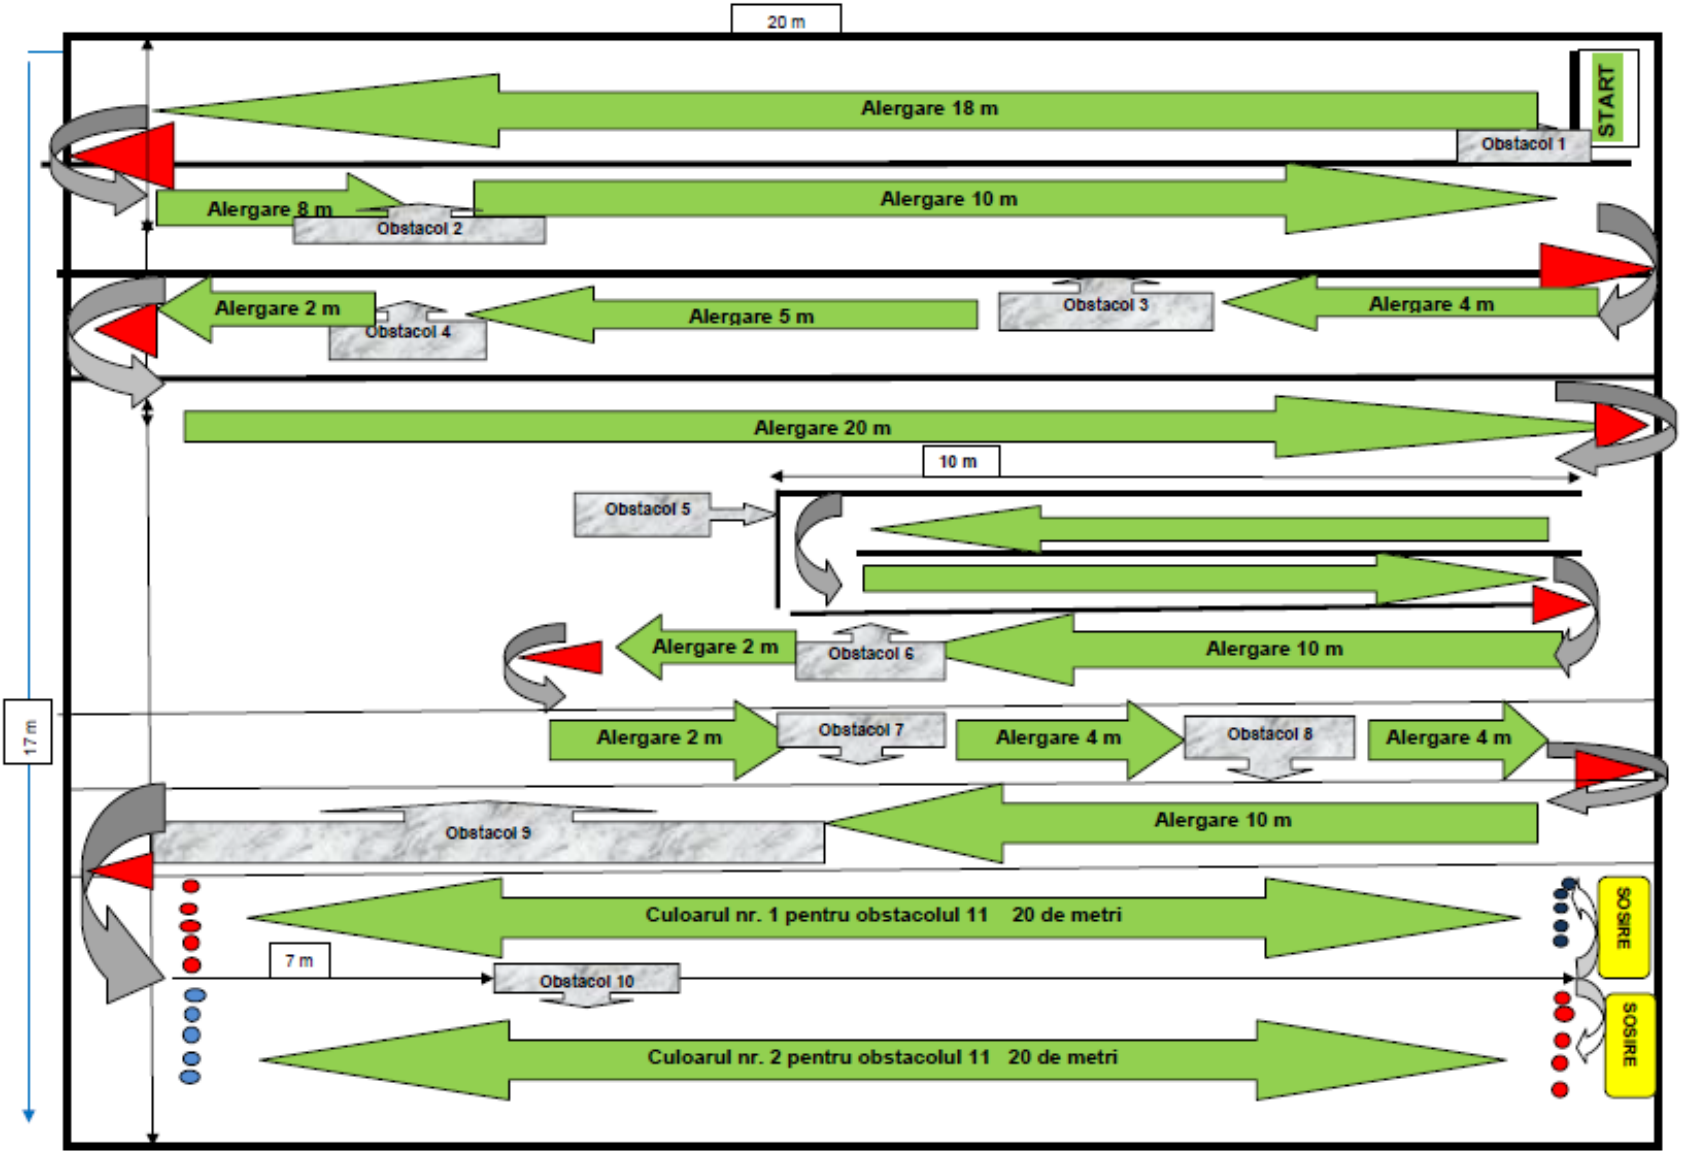 20 m
START
Alergare 18 m
Obstacol 1
Alergare 8 m
Obstacol 2
Alergare 10 m
Alergare 2 m
Obstacol 4
Alergare 5 m
Obstacol 3
Alergare 4 m
Alergare 20 m
10 m
Obstacol 5
Alergare 2 m
Obstacol 6
Alergare 10 m
17 m
Alergare 2 m
Obstacol 7
Alergare 4 m
Obstacol 8
Alergare 4 m
Obstacol 9
Alergare 10 m
Culoarul nr. 1 pentru obstacolul 11 20 de metri
SOSIRE
7 m
Obstacol 10
Culoarul nr. 2 pentru obstacolul 11 20 de metri
SOSIRE